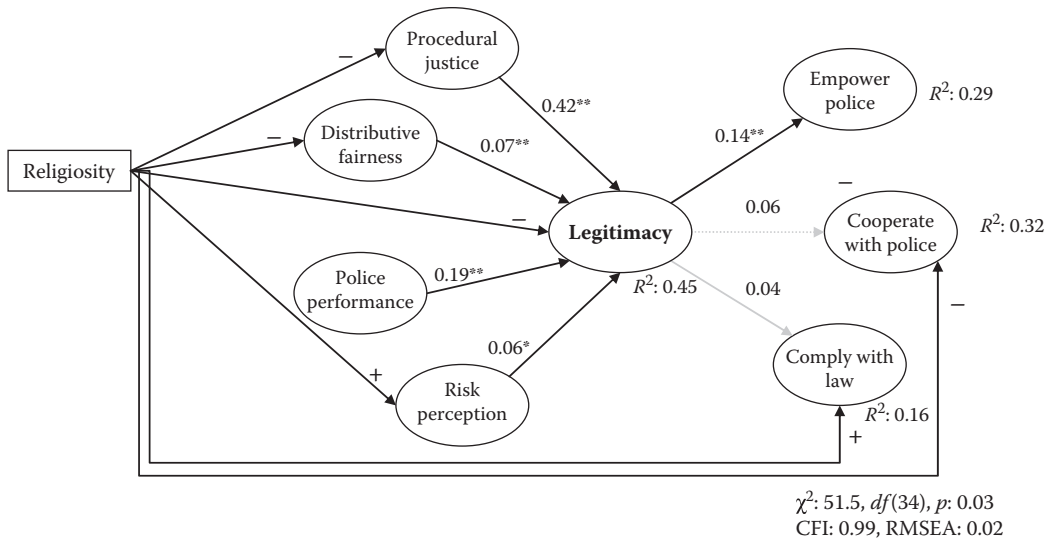 Procedural
justice
−
Empower
police
R²: 0.29
0.42**
Distributive
fairness
−
0.07**
0.14**
Religiosity
−
0.06
−
Legitimacy
Cooperate
with police
R²: 0.32
Police
performance
0.19**
R²: 0.45
0.04
−
0.06*
Comply with
law
+
Risk
perception
R²: 0.16
+
χ²: 51.5, df(34), p: 0.03
CFI: 0.99, RMSEA: 0.02